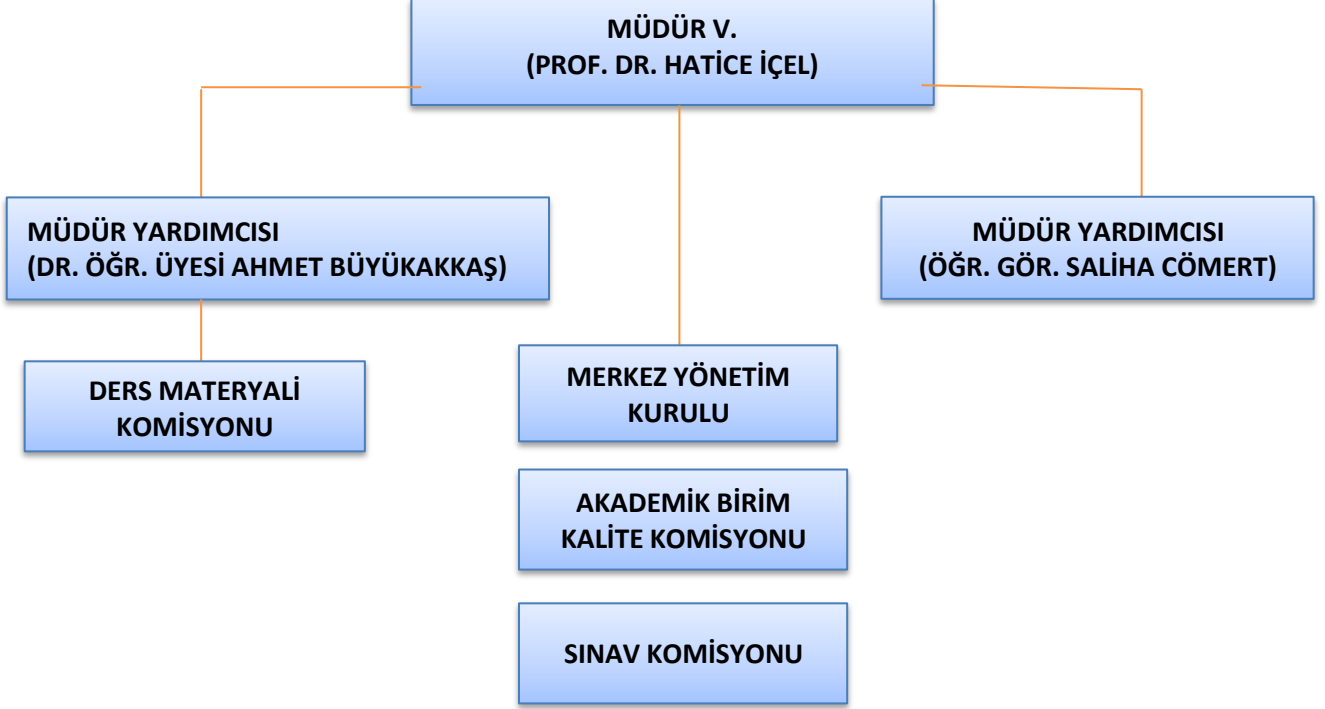 MÜDÜR V.
(PROF. DR. HATİCE İÇEL)
MÜDÜR YARDIMCISI
(DR. ÖĞR. ÜYESİ AHMET BÜYÜKAKKAŞ)
MÜDÜR YARDIMCISI
(ÖĞR. GÖR. SALİHA CÖMERT)
DERS MATERYALİ
KOMİSYONU
MERKEZ YÖNETİM
KURULU
AKADEMİK BİRİM
KALİTE KOMİSYONU
SINAV KOMİSYONU